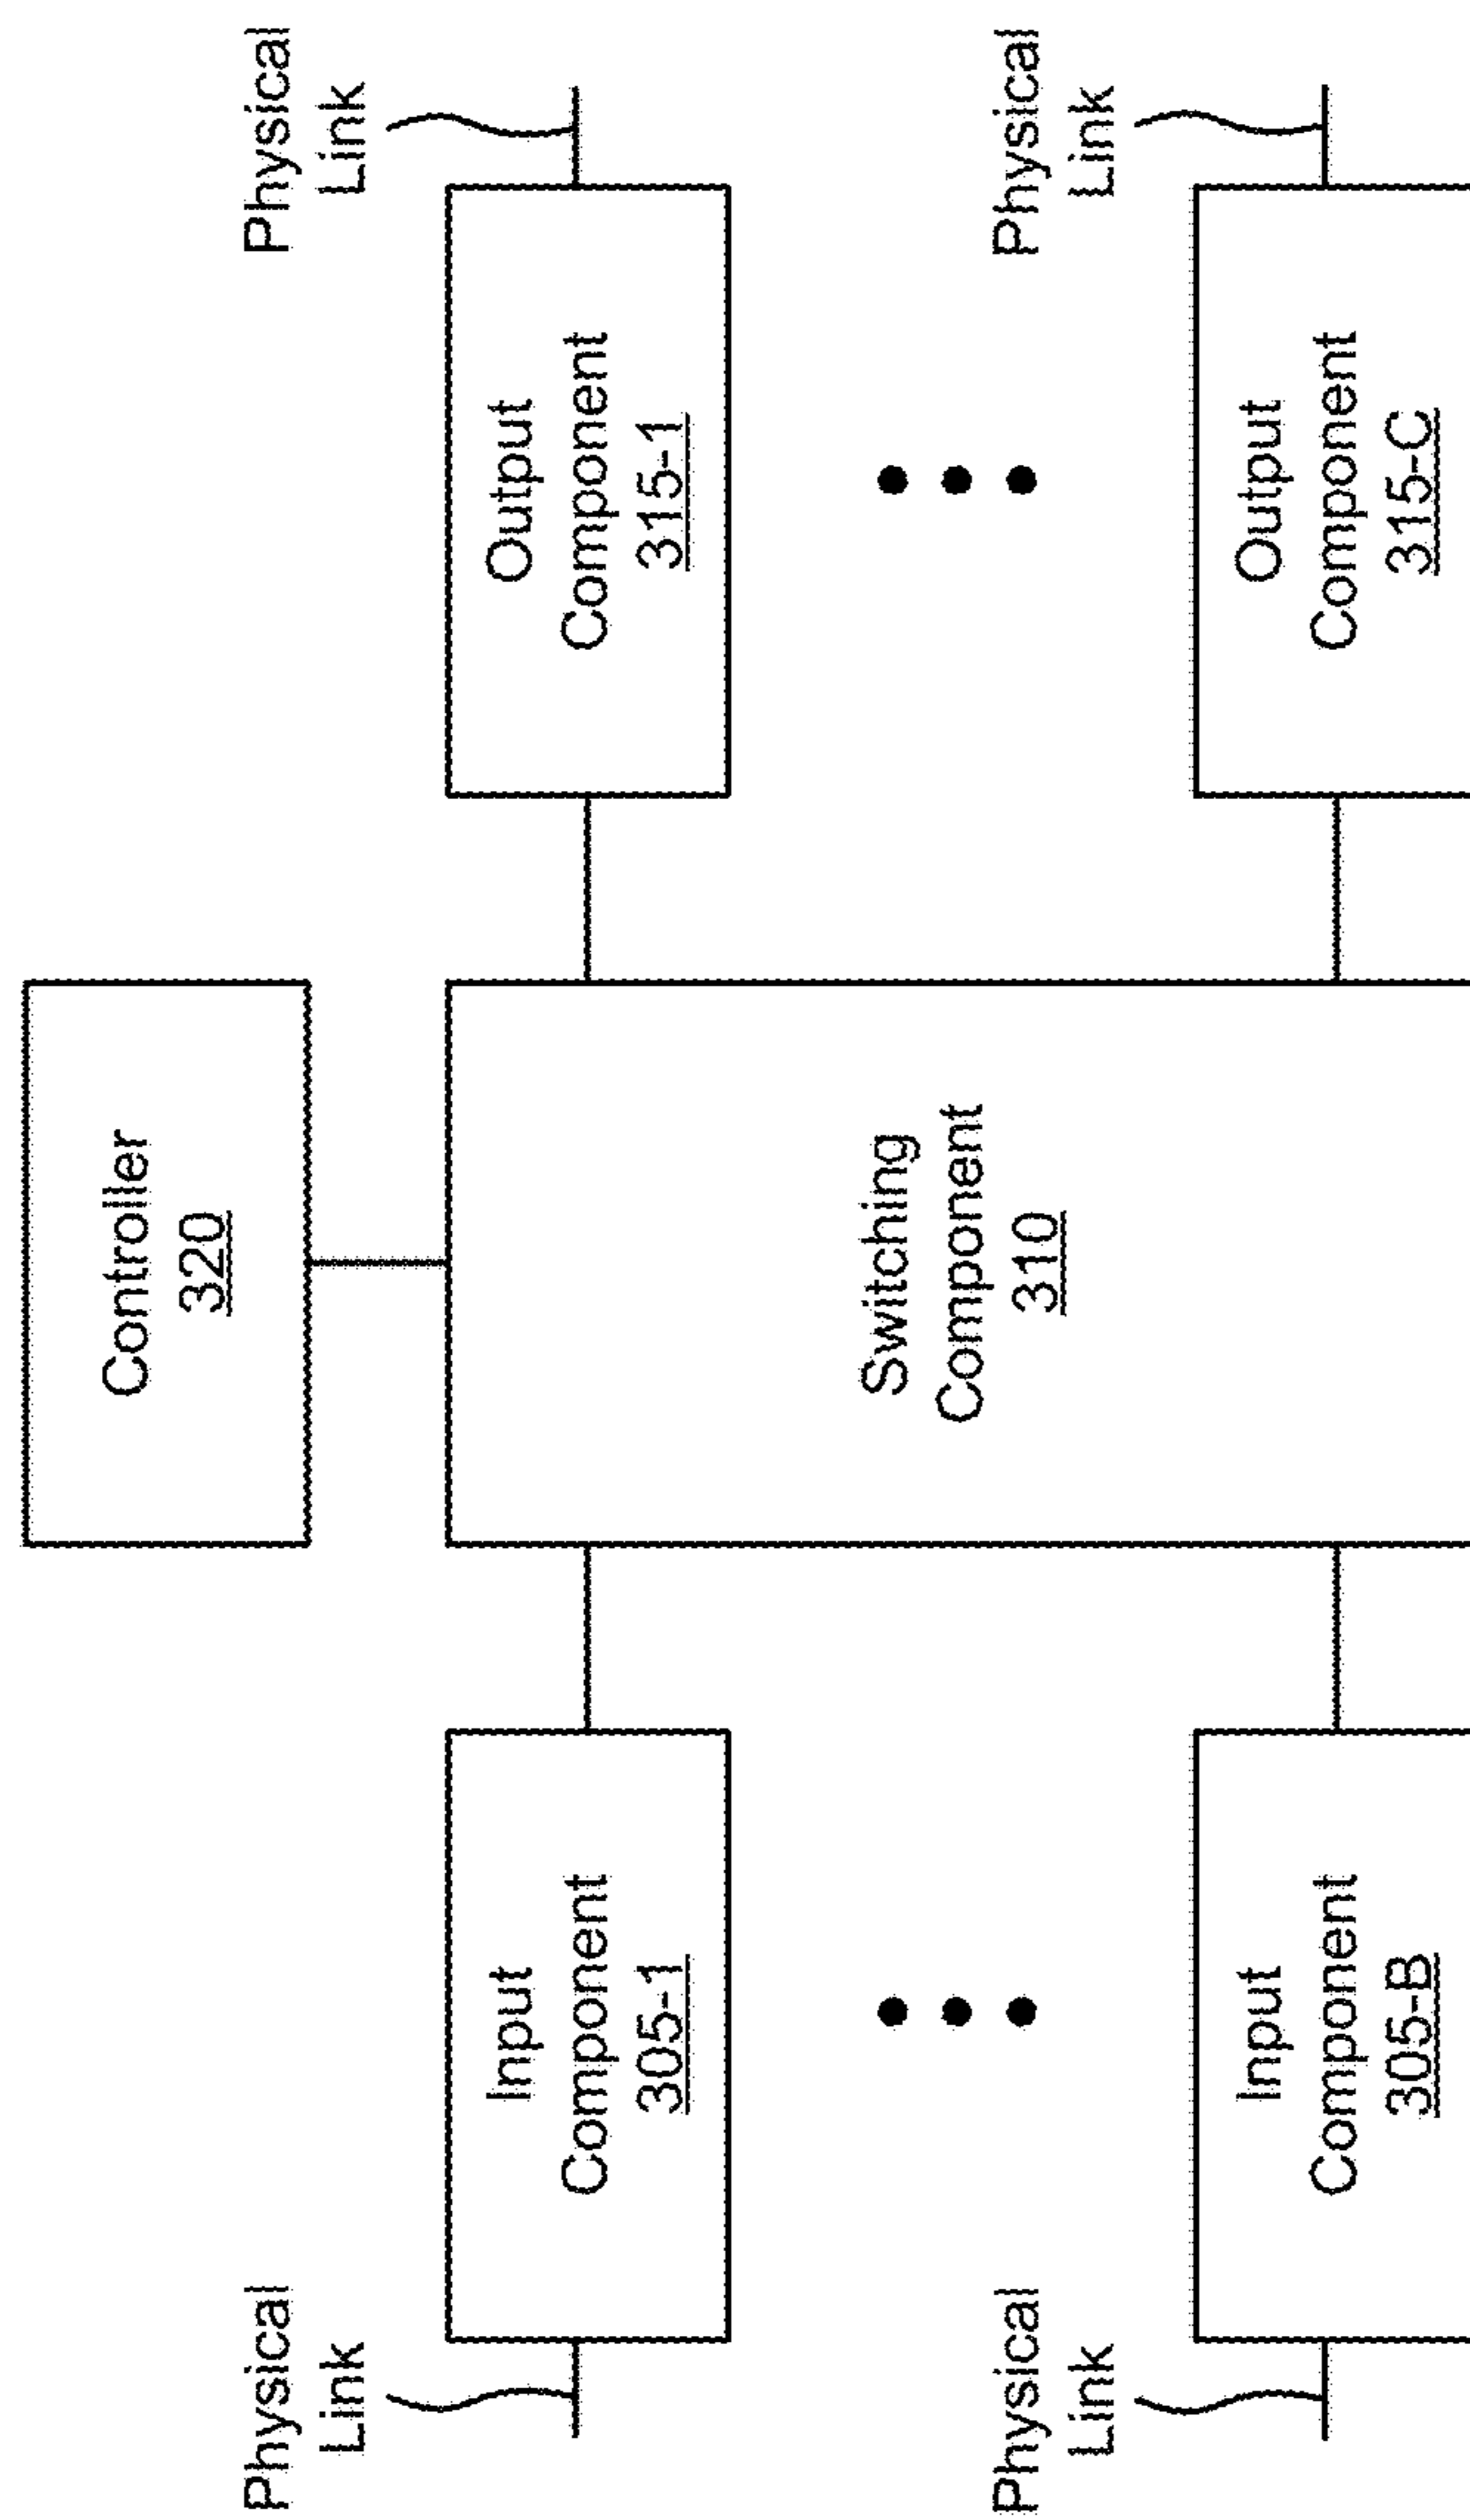 Controller
320
Physical
Link
Input
Component
305-1
Switching
Component
310
Output
Component
315-1
Physical
Link
Physical
Link
Input
Component
305-B
Output
Component
315-C
Physical
Link